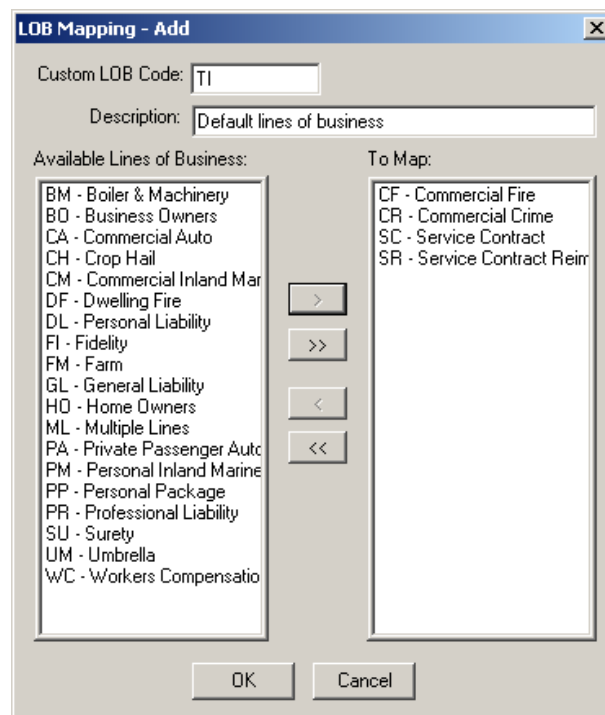 LOB Mapping - Add
Custom LOB Code: TI
Description: Default lines of business
Available Lines of Business:
BM - Boiler & Machinery
BO - Business Owners
CA - Commercial Auto
CH - Crop Hail
CM - Commercial Inland Mar
DF - Dwelling Fire
DL - Personal Liability
FI - Fidelity
FM - Farm
GL - General Liability
HO - Home Owners
ML - Multiple Lines
PA - Private Passenger Auto
PM - Personal Inland Marine
PP - Personal Package
PR - Professional Liability
SU - Surety
UM - Umbrella
WC - Workers Compensatio
>
>>
<
<<
To Map:
CF - Commercial Fire
CR - Commercial Crime
SC - Service Contract
SR - Service Contract Reim
OK Cancel